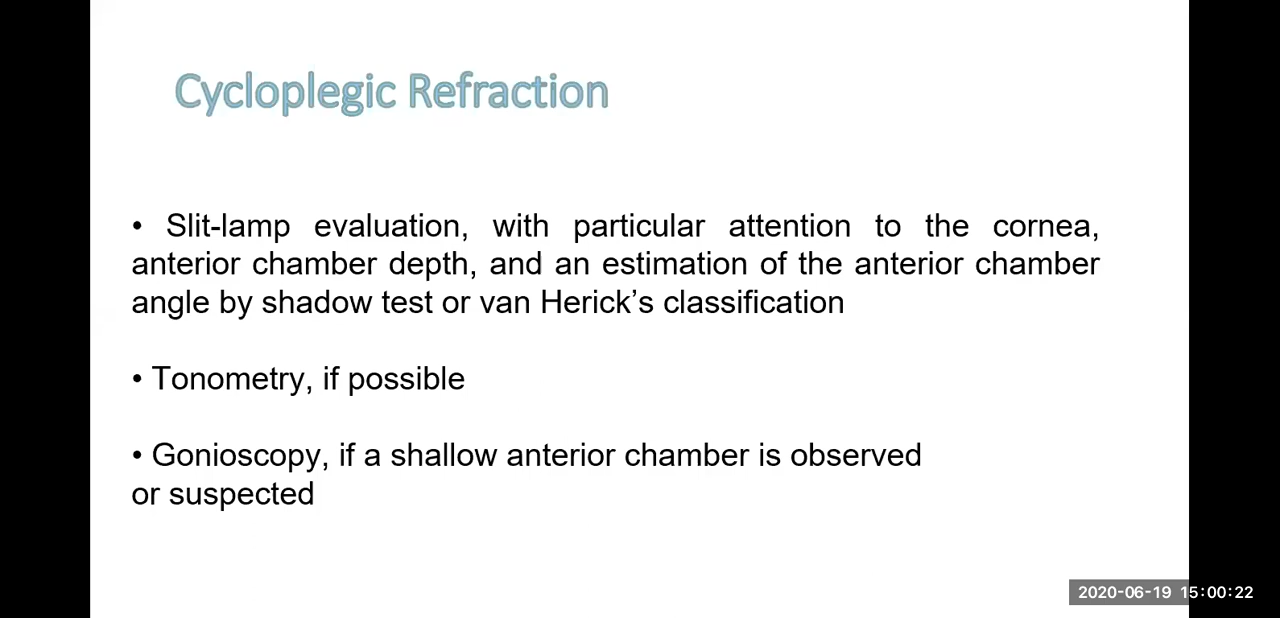 Cycloplegic Refraction
• Slit-lamp evaluation, with particular attention to the cornea,
anterior chamber depth, and an estimation of the anterior chamber
angle by shadow test or van Herick’s classification
• Tonometry, if possible
• Gonioscopy, if a shallow anterior chamber is observed
or suspected
2020-06-19 15:00:22